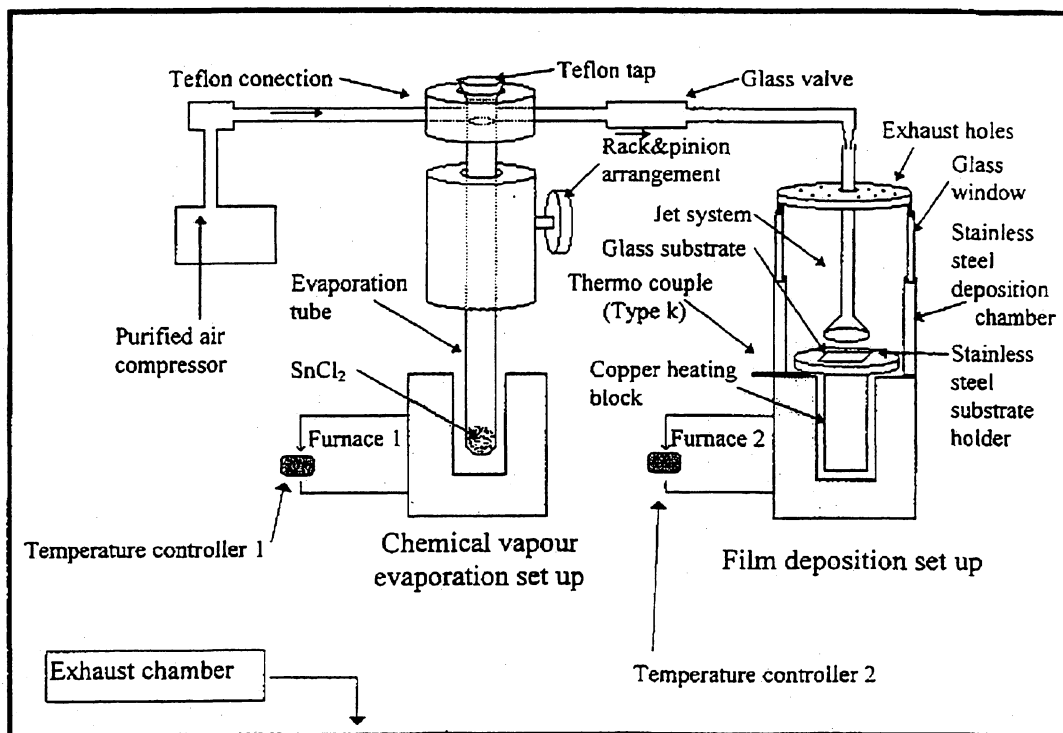 Teflon conection
Teflon tap
Glass valve
Exhaust holes
Glass
window
Rack&pinion
arrangement
Jet system
Glass substrate
Stainless
steel
deposition
chamber
Thermo couple
(Type k)
Evaporation
tube
Purified air
compressor
SnCl₂
Copper heating
block
Stainless
steel
substrate
holder
Furnace 1
Furnace 2
Temperature controller 1
Chemical vapour
evaporation set up
Film deposition set up
Exhaust chamber
Temperature controller 2